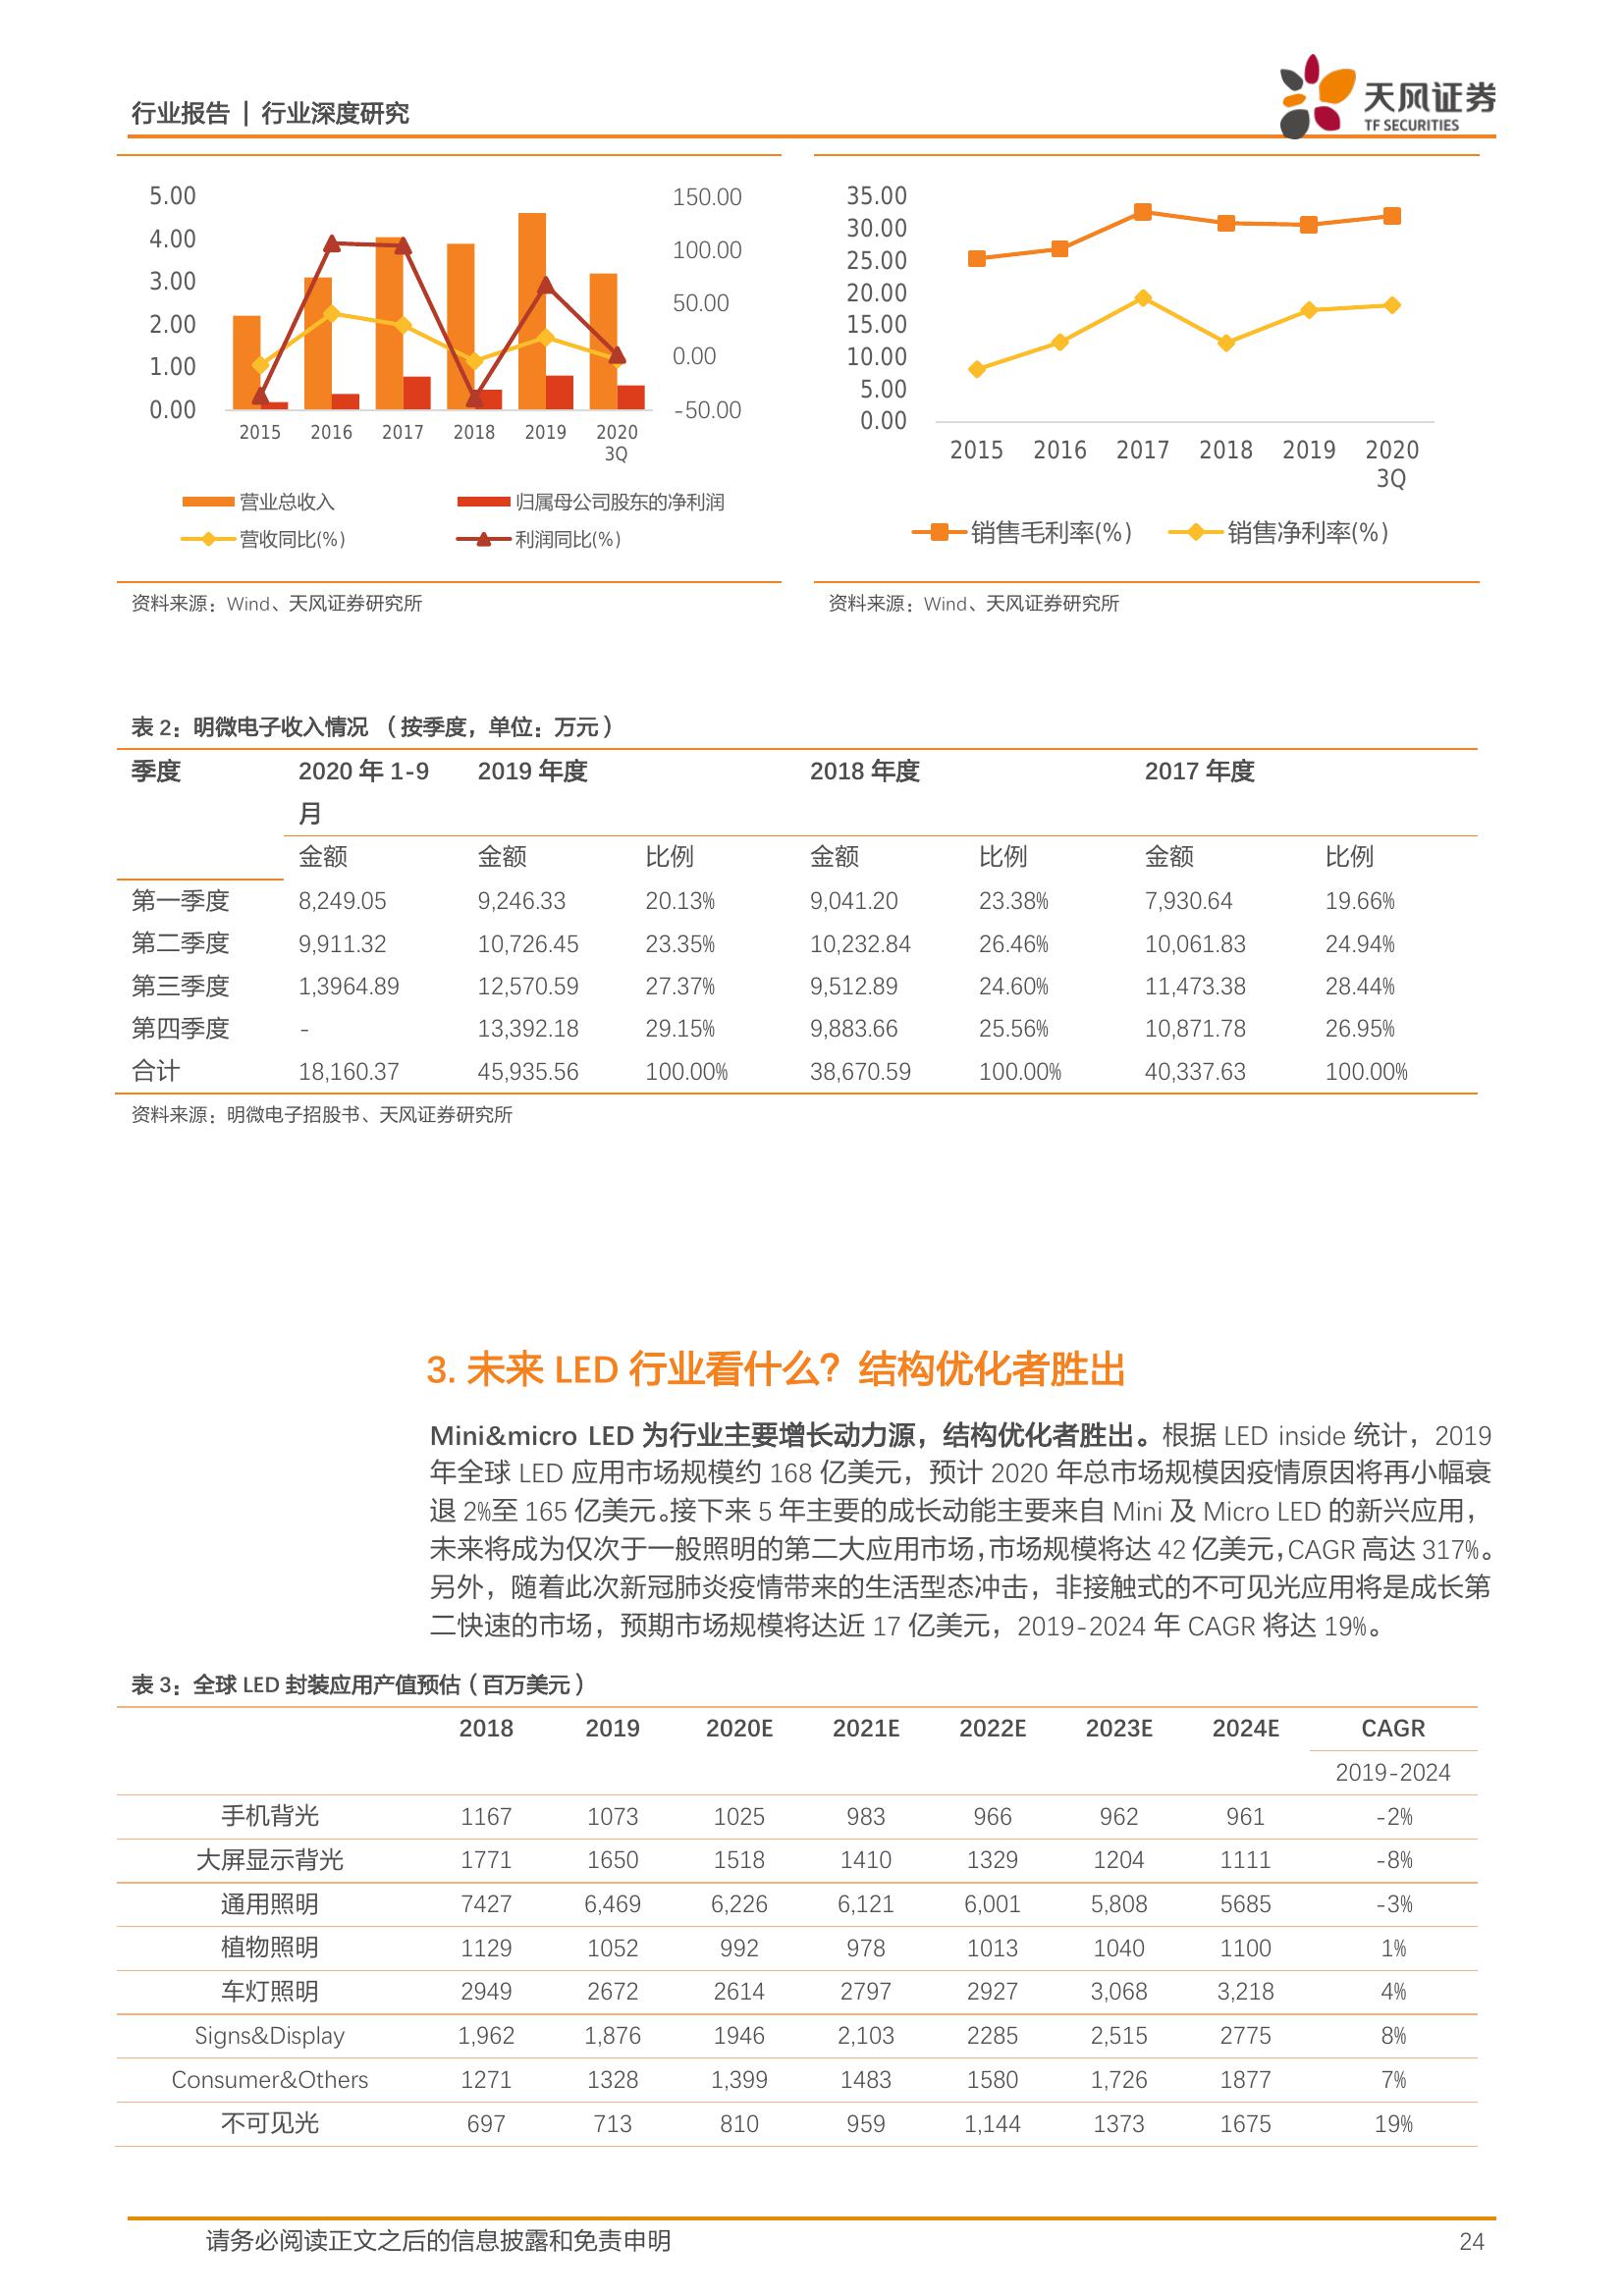 行业报告 | 行业深度研究
天风证券
TF SECURITIES
5.00
4.00
3.00
2.00
1.00
0.00
150.00
100.00
50.00
0.00
-50.00
2015 2016 2017 2018 2019 2020
3Q
营业总收入 归属母公司股东的净利润
营收同比(%) 利润同比(%)
35.00
30.00
25.00
20.00
15.00
10.00
5.00
0.00
2015 2016 2017 2018 2019 2020
3Q
销售毛利率(%) 销售净利率(%)
资料来源：Wind、天风证券研究所
资料来源：Wind、天风证券研究所
表 2：明微电子收入情况 （按季度，单位：万元）
季度 2020 年 1-9 2019 年度 2018 年度 2017 年度
月
金额 金额 比例 金额 比例 金额 比例
第一季度 8,249.05 9,246.33 20.13% 9,041.20 23.38% 7,930.64 19.66%
第二季度 9,911.32 10,726.45 23.35% 10,232.84 26.46% 10,061.83 24.94%
第三季度 1,3964.89 12,570.59 27.37% 9,512.89 24.60% 11,473.38 28.44%
第四季度 - 13,392.18 29.15% 9,883.66 25.56% 10,871.78 26.95%
合计 18,160.37 45,935.56 100.00% 38,670.59 100.00% 40,337.63 100.00%
资料来源：明微电子招股书、天风证券研究所
3. 未来 LED 行业看什么？结构优化者胜出
Mini&micro LED 为行业主要增长动力源，结构优化者胜出。根据 LED inside 统计，2019
年全球 LED 应用市场规模约 168 亿美元，预计 2020 年总市场规模因疫情原因将再小幅衰
退 2%至 165 亿美元。接下来 5 年主要的成长动能主要来自 Mini 及 Micro LED 的新兴应用，
未来将成为仅次于一般照明的第二大应用市场，市场规模将达 42 亿美元，CAGR 高达 317%。
另外，随着此次新冠肺炎疫情带来的生活型态冲击，非接触式的不可见光应用将是成长第
二快速的市场，预期市场规模将达近 17 亿美元，2019-2024 年 CAGR 将达 19%。
表 3：全球 LED 封装应用产值预估（百万美元）
2018 2019 2020E 2021E 2022E 2023E 2024E CAGR
2019-2024
手机背光 1167 1073 1025 983 966 962 961 -2%
大屏显示背光 1771 1650 1518 1410 1329 1204 1111 -8%
通用照明 7427 6,469 6,226 6,121 6,001 5,808 5685 -3%
植物照明 1129 1052 992 978 1013 1040 1100 1%
车灯照明 2949 2672 2614 2797 2927 3,068 3,218 4%
Signs&Display 1,962 1,876 1946 2,103 2285 2,515 2775 8%
Consumer&Others 1271 1328 1,399 1483 1580 1,726 1877 7%
不可见光 697 713 810 959 1,144 1373 1675 19%
请务必阅读正文之后的信息披露和免责申明 24